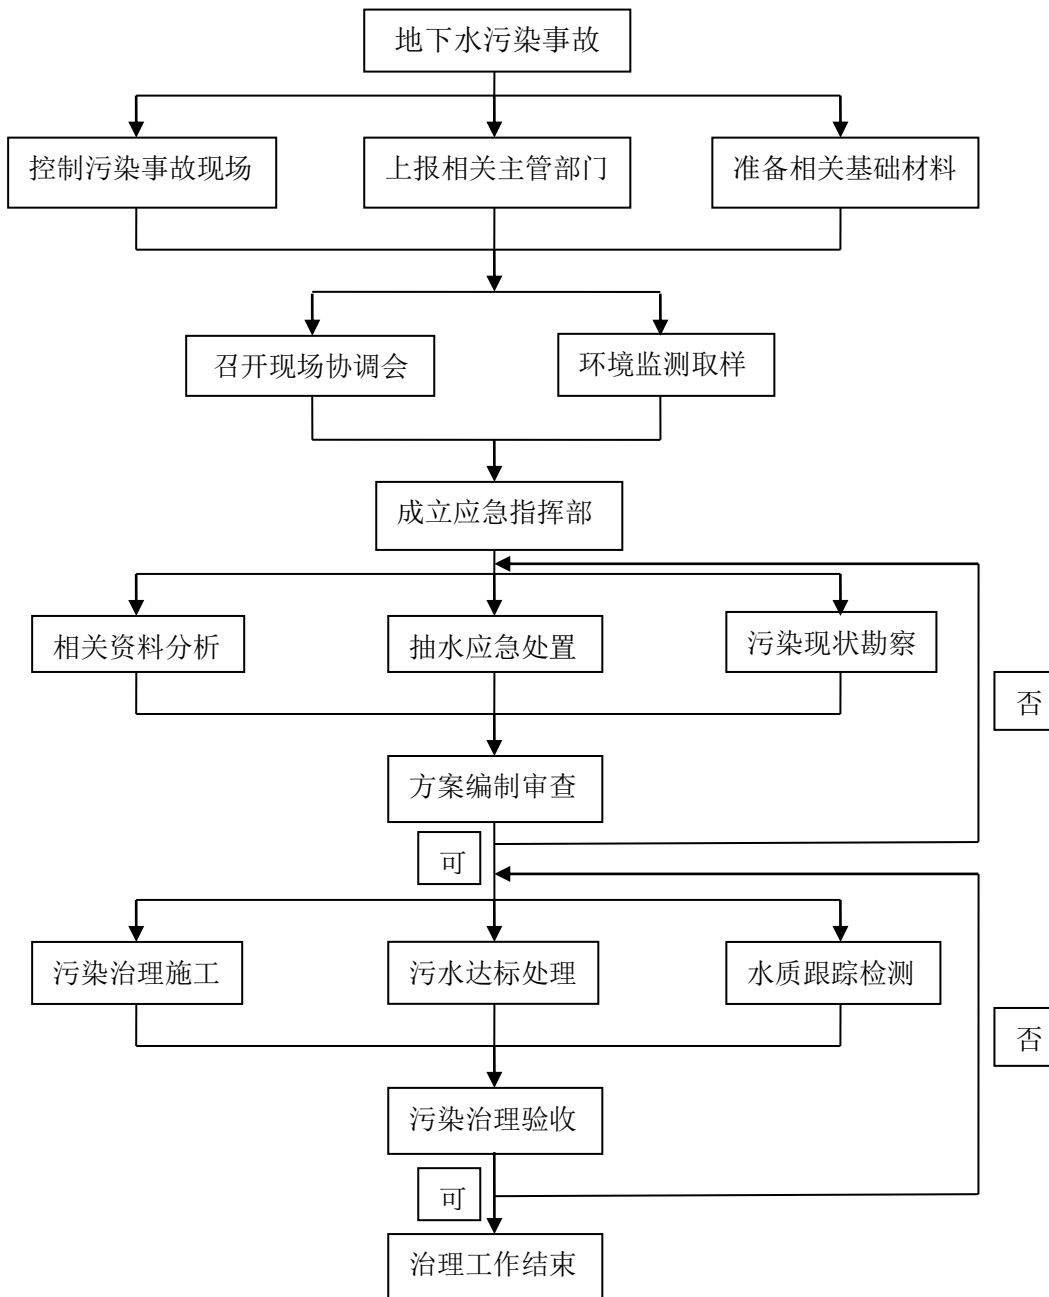 地下水污染事故
控制污染事故现场
上报相关主管部门
准备相关基础材料
召开现场协调会
环境监测取样
成立应急指挥部
相关资料分析
抽水应急处置
污染现状勘察
否
方案编制审查
可
污染治理施工
污水达标处理
水质跟踪检测
否
污染治理验收
可
治理工作结束